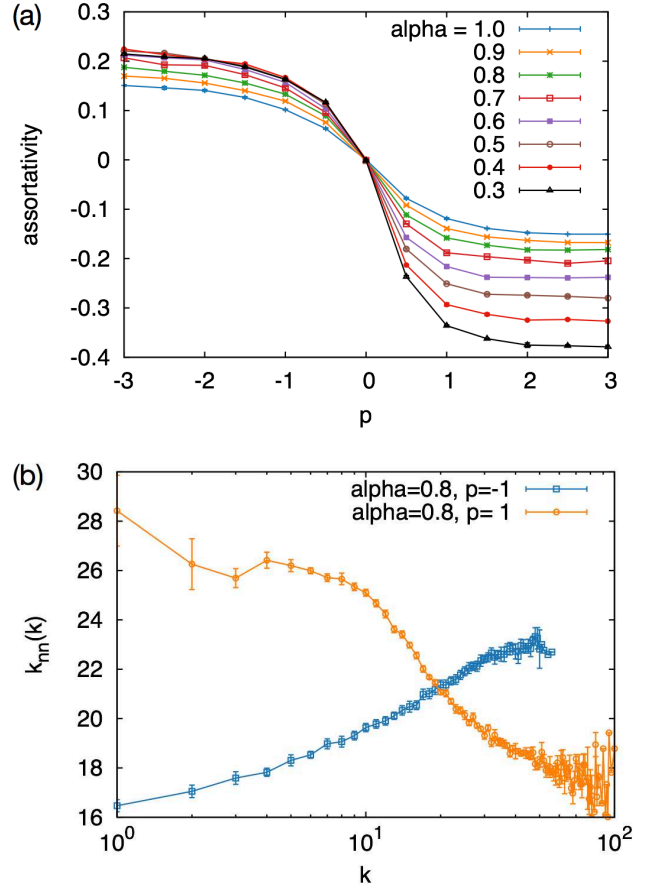 (a)
0.3
0.2
0.1
0
-0.1
-0.2
-0.3
-0.4
assortativity
alpha = 1.0
0.9
0.8
0.7
0.6
0.5
0.4
0.3
-3 -2 -1 0 1 2 3
p
(b)
30
28
26
24
22
20
18
16
k_nn(k)
alpha=0.8, p=-1
alpha=0.8, p= 1
10^0 10^1 10^2
k